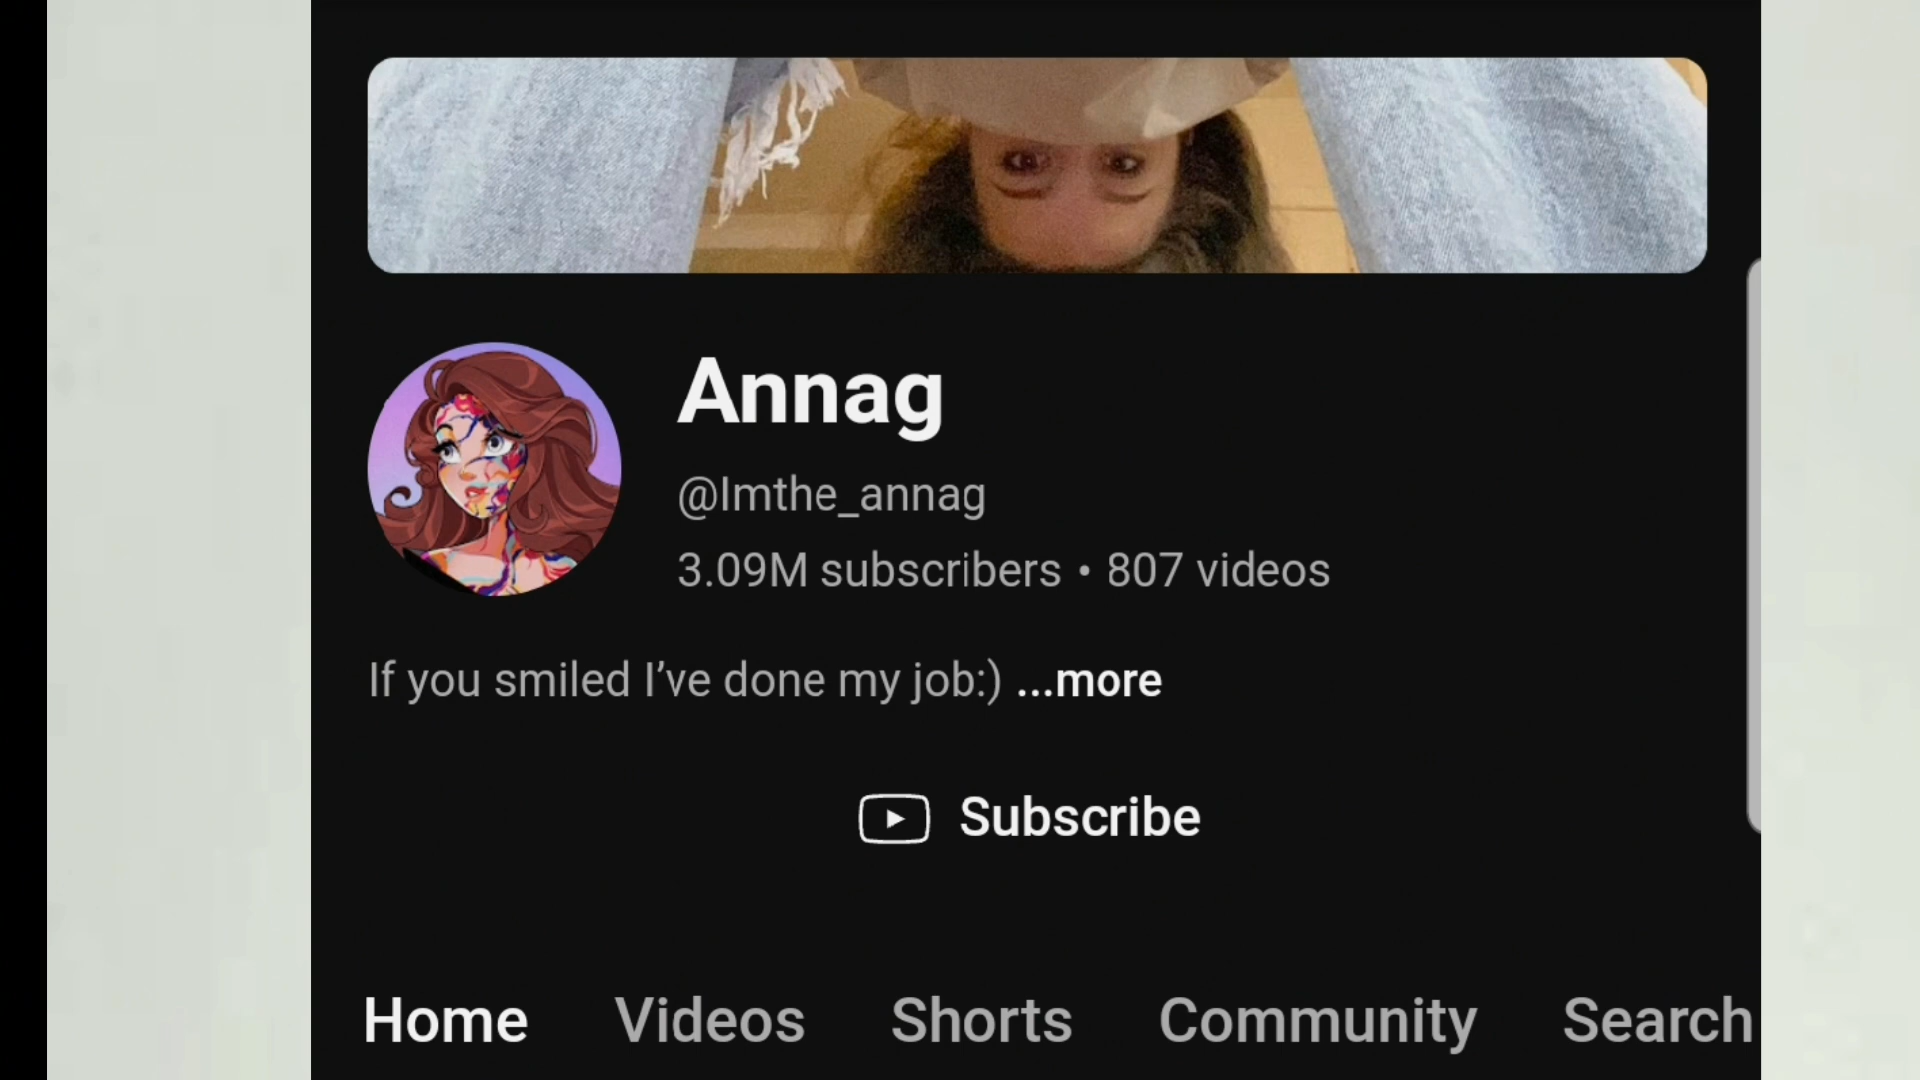 Annag
@Imthe_annag
3.09M subscribers • 807 videos
If you smiled I’ve done my job:) ...more
Subscribe
Home Videos Shorts Community Search